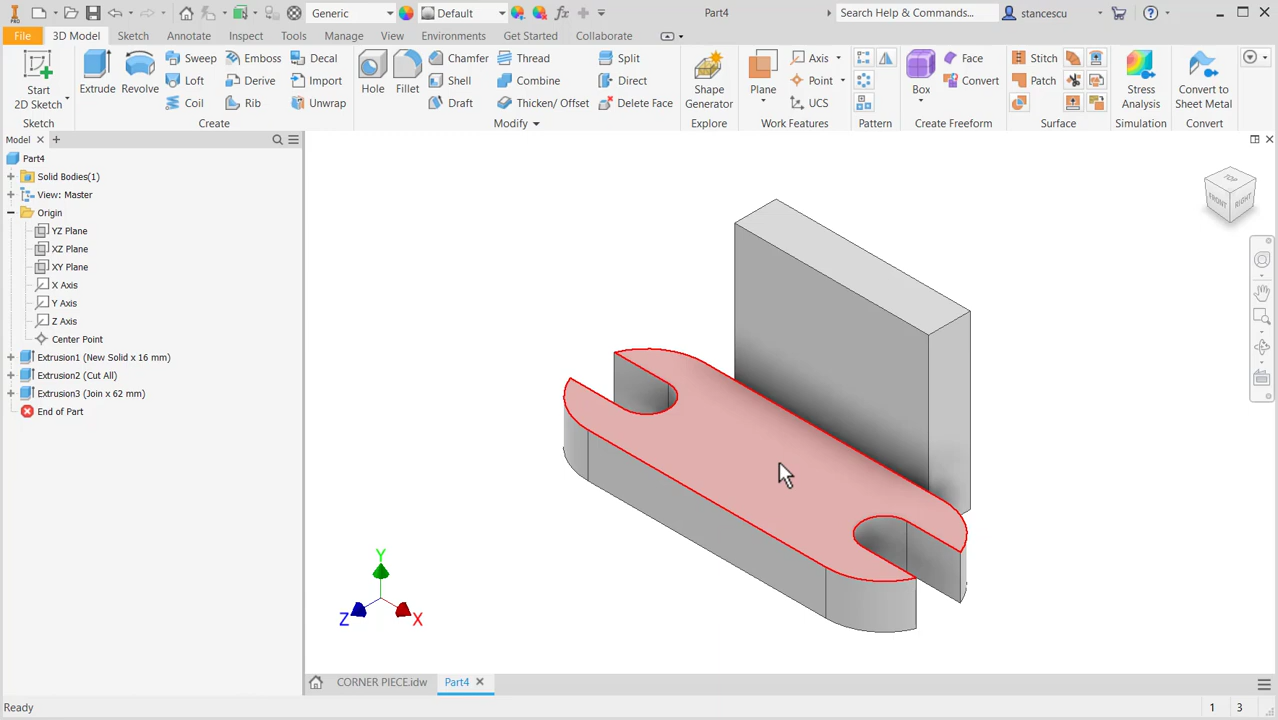 PRO
Generic
Default
Part4
Search Help & Commands...
stancescu
File
3D Model
Sketch
Annotate
Inspect
Tools
Manage
View
Environments
Get Started
Collaborate
Start
2D Sketch
Extrude
Revolve
Sweep
Loft
Coil
Emboss
Derive
Rib
Decal
Import
Unwrap
Hole
Fillet
Chamfer
Shell
Draft
Thread
Combine
Thicken/ Offset
Split
Direct
Delete Face
Shape
Generator
Plane
Axis
Point
UCS
Box
Face
Convert
Stitch
Patch
Stress
Analysis
Convert to
Sheet Metal
Sketch
Create
Modify
Explore
Work Features
Pattern
Create Freeform
Surface
Simulation
Convert
Model
Part4
Solid Bodies(1)
View: Master
Origin
YZ Plane
XZ Plane
XY Plane
X Axis
Y Axis
Z Axis
Center Point
Extrusion1 (New Solid x 16 mm)
Extrusion2 (Cut All)
Extrusion3 (Join x 62 mm)
End of Part
TOP
FRONT
RIGHT
Y
Z
X
CORNER PIECE.idw
Part4
Ready
1
3